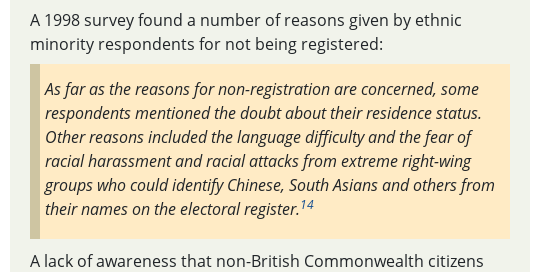 A 1998 survey found a number of reasons given by ethnic
minority respondents for not being registered:
As far as the reasons for non-registration are concerned, some
respondents mentioned the doubt about their residence status.
Other reasons included the language difficulty and the fear of
racial harassment and racial attacks from extreme right-wing
groups who could identify Chinese, South Asians and others from
their names on the electoral register.14
A lack of awareness that non-British Commonwealth citizens